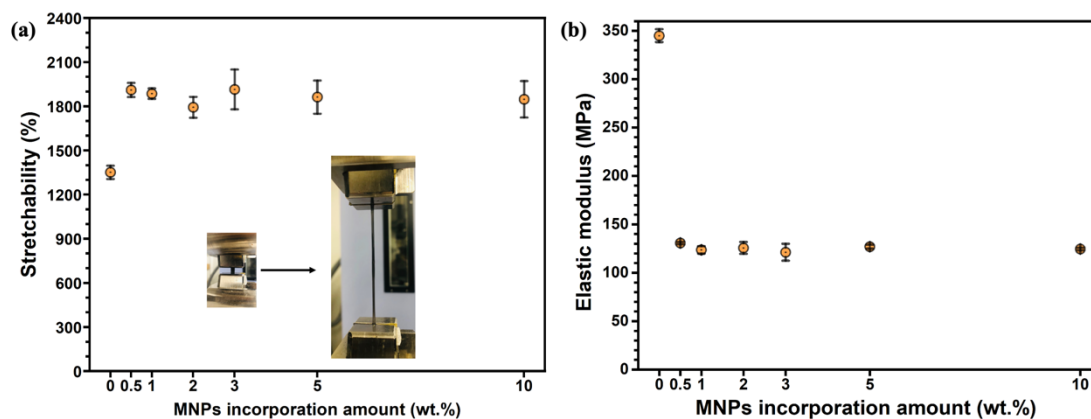 (a)
Stretchability (%)
2400
2100
1800
1500
1200
900
600
300
0
0 0.5 1 2 3 5 10
MNPs incorporation amount (wt.%)
(b)
Elastic modulus (MPa)
350
300
250
200
150
100
50
0
0 0.5 1 2 3 5 10
MNPs incorporation amount (wt.%)